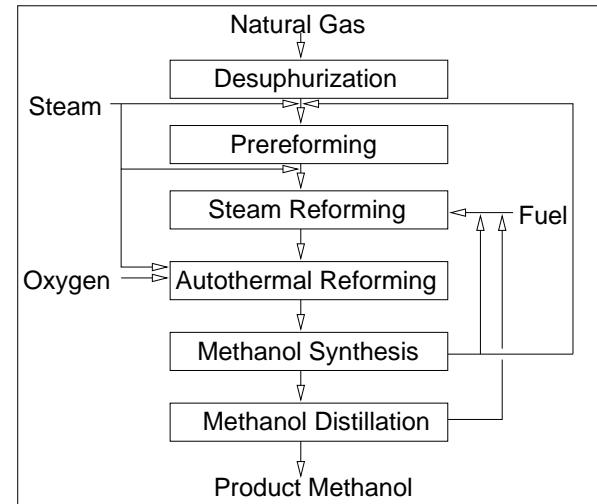 Natural Gas
Desuphurization
Steam
Prereforming
Steam Reforming
Fuel
Oxygen
Autothermal Reforming
Methanol Synthesis
Methanol Distillation
Product Methanol